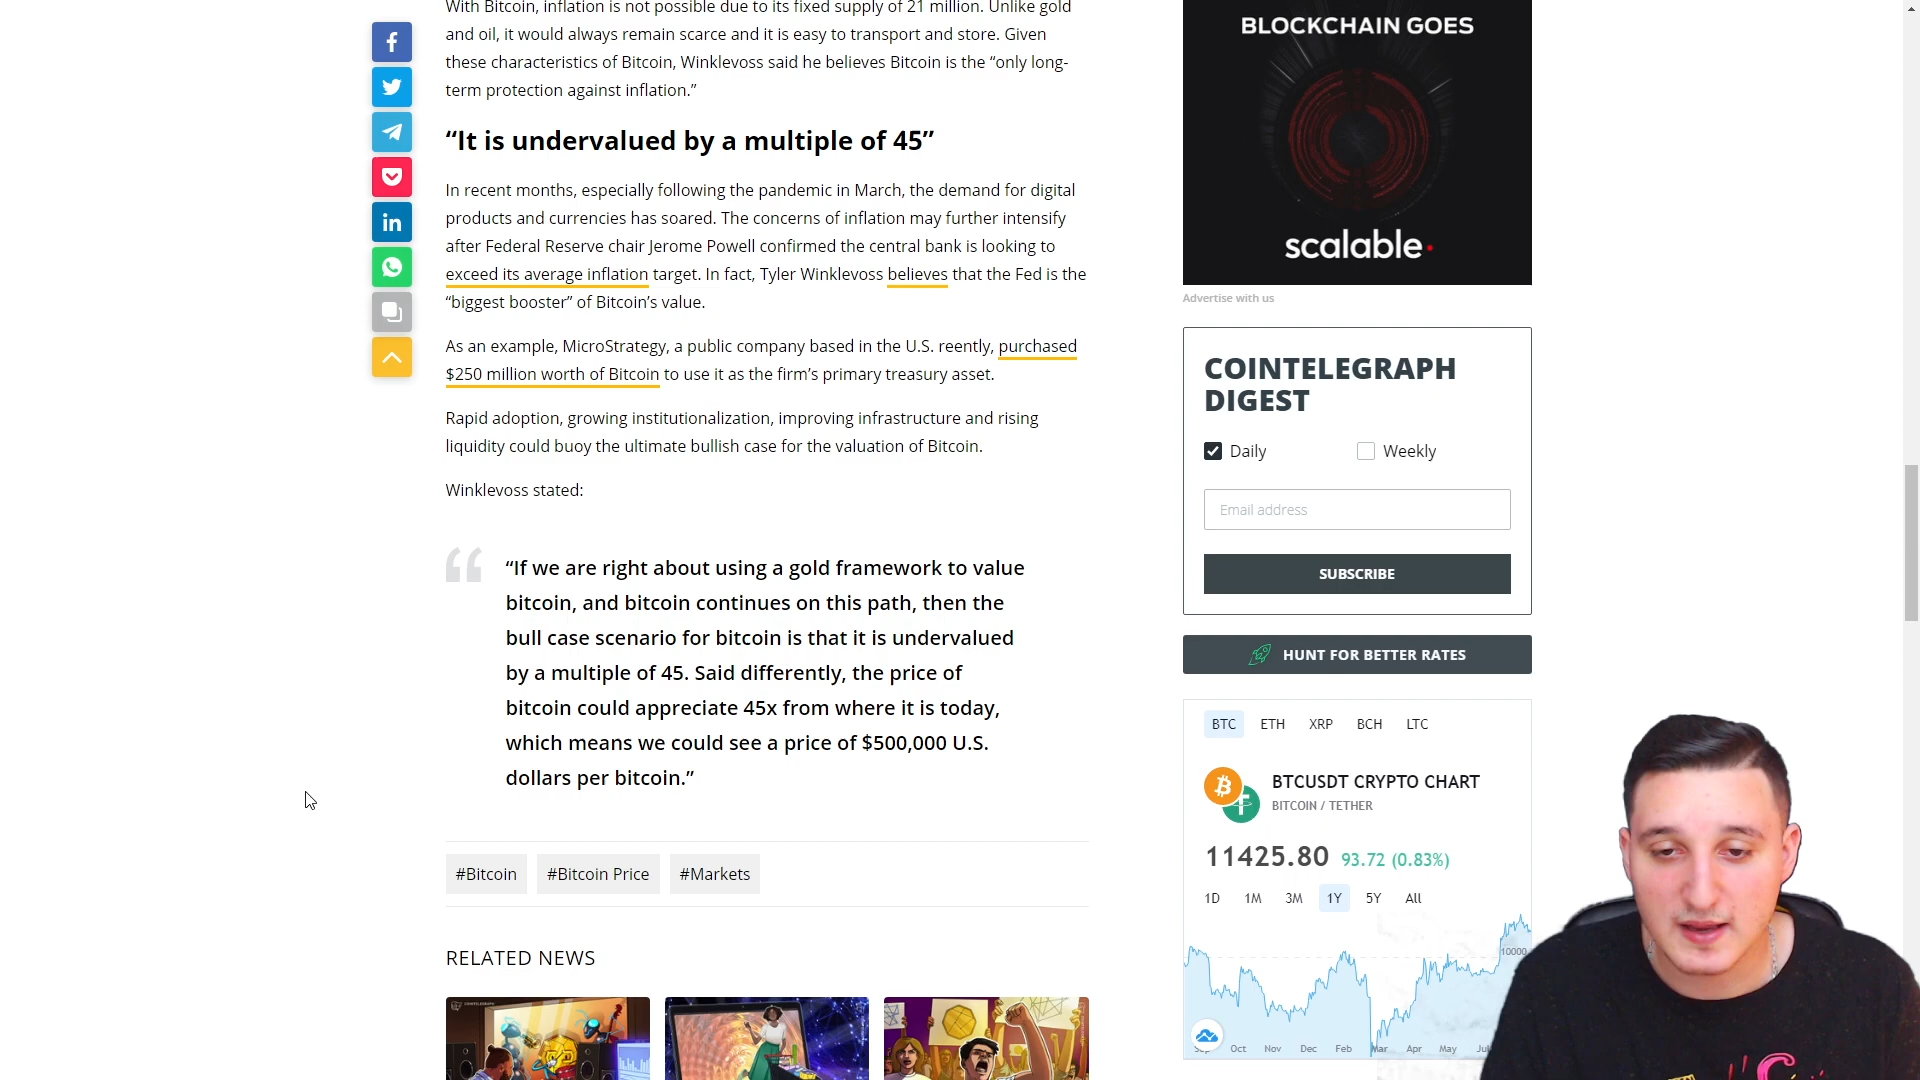 With Bitcoin, inflation is not possible due to its fixed supply of 21 million. Unlike gold
and oil, it would always remain scarce and it is easy to transport and store. Given
these characteristics of Bitcoin, Winklevoss said he believes Bitcoin is the “only long-
term protection against inflation.”
“It is undervalued by a multiple of 45”
In recent months, especially following the pandemic in March, the demand for digital
products and currencies has soared. The concerns of inflation may further intensify
after Federal Reserve chair Jerome Powell confirmed the central bank is looking to
exceed its average inflation target. In fact, Tyler Winklevoss believes that the Fed is the
“biggest booster” of Bitcoin’s value.
As an example, MicroStrategy, a public company based in the U.S. reently, purchased
$250 million worth of Bitcoin to use it as the firm’s primary treasury asset.
Rapid adoption, growing institutionalization, improving infrastructure and rising
liquidity could buoy the ultimate bullish case for the valuation of Bitcoin.
Winklevoss stated:
“If we are right about using a gold framework to value
bitcoin, and bitcoin continues on this path, then the
bull case scenario for bitcoin is that it is undervalued
by a multiple of 45. Said differently, the price of
bitcoin could appreciate 45x from where it is today,
which means we could see a price of $500,000 U.S.
dollars per bitcoin.”
#Bitcoin #Bitcoin Price #Markets
RELATED NEWS
BLOCKCHAIN GOES
scalable
Advertise with us
COINTELEGRAPH
DIGEST
Daily Weekly
Email address
SUBSCRIBE
HUNT FOR BETTER RATES
BTC ETH XRP BCH LTC
BTCUSDT CRYPTO CHART
BITCOIN / TETHER
11425.80 93.72 (0.83%)
1D 1M 3M 1Y 5Y All
10000
Oct Nov Dec Feb Mar Apr May